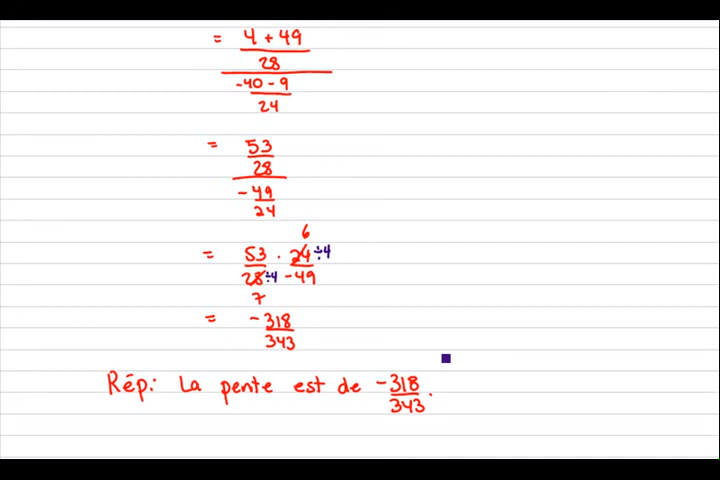 = 4 + 49
28
-40 - 9
24
= 53
28
- 49
24
6
= 53 · 24 ÷4
28 ÷4 -49
7
= - 318
343
Rép: La pente est de - 318
343 .